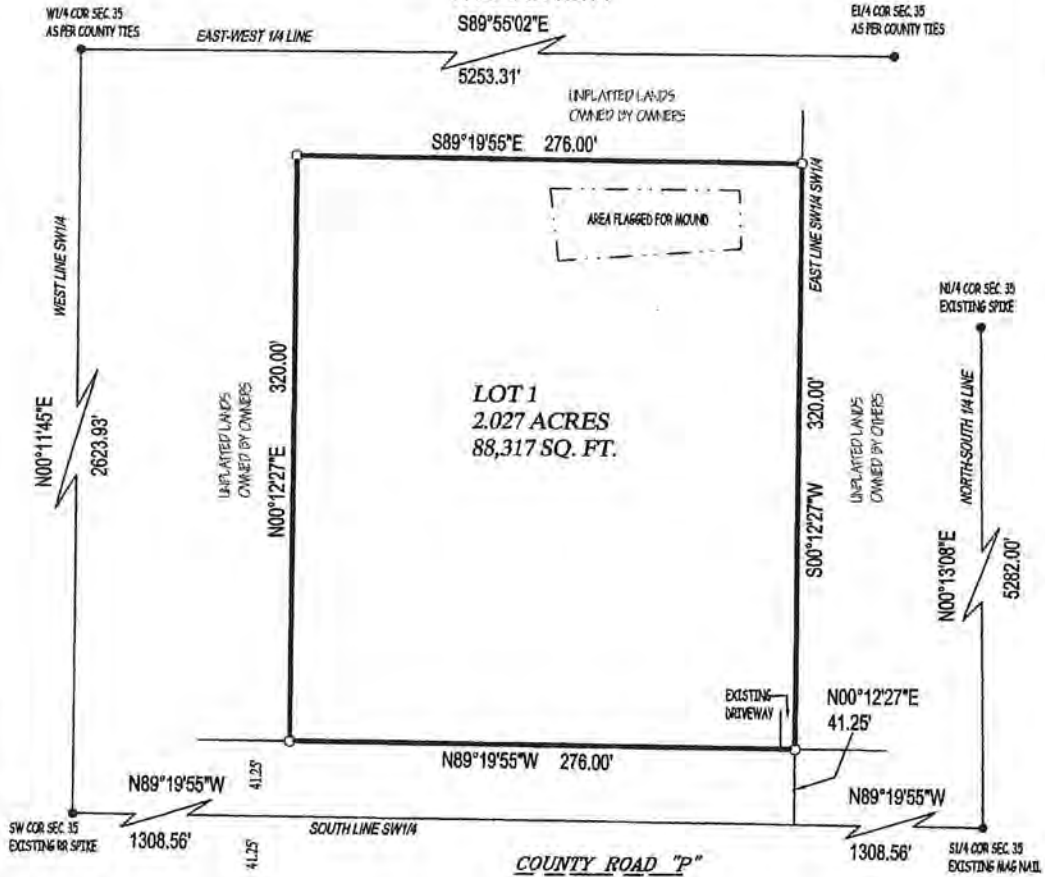 W1/4 COR SEC. 35
AS PER COUNTY TIES
EAST-WEST 1/4 LINE
S89°55'02"E
5253.31'
E1/4 COR SEC. 35
AS PER COUNTY TIES
UNPLATTED LANDS
OWNED BY OWNERS
S89°19'55"E 276.00'
AREA FLAGGED FOR MOUND
EAST LINE SW1/4 SW1/4
WEST LINE SW1/4
N00°11'45"E
2623.93'
UNPLATTED LANDS
OWNED BY OWNERS
N00°12'27"E 320.00'
LOT 1
2.027 ACRES
88,317 SQ. FT.
S00°12'27"W 320.00'
UNPLATTED LANDS
OWNED BY OTHERS
N1/4 COR SEC. 35
EXISTING SPIKE
NORTH-SOUTH 1/4 LINE
N00°13'08"E
5282.00'
EXISTING
DRIVEWAY
N00°12'27"E
41.25'
N89°19'55"W 276.00'
N89°19'55"W
1308.56'
41.25'
41.25'
SOUTH LINE SW1/4
N89°19'55"W
1308.56'
SW COR SEC. 35
EXISTING RR SPIKE
COUNTY ROAD "P"
S1/4 COR SEC. 35
EXISTING MAG NAIL